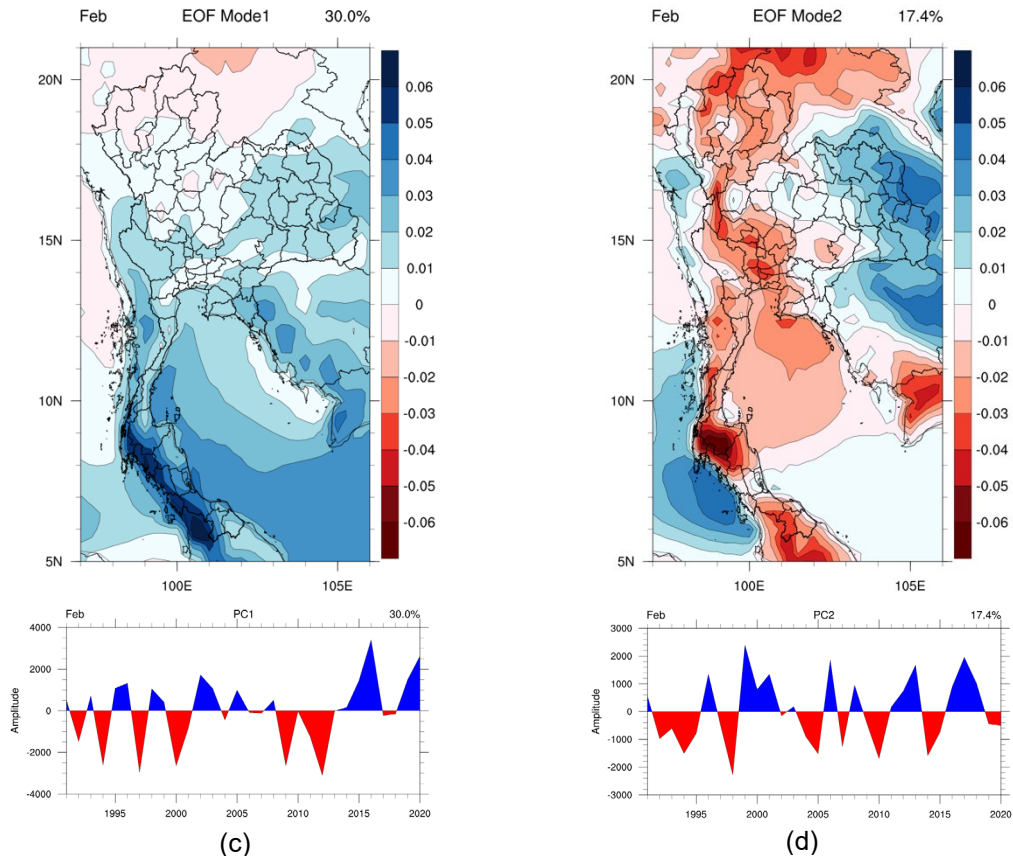 Feb EOF Mode1 30.0%
20N
15N
10N
5N
100E 105E
0.06
0.05
0.04
0.03
0.02
0.01
0
-0.01
-0.02
-0.03
-0.04
-0.05
-0.06
Feb PC1 30.0%
Amplitude
4000
2000
0
-2000
-4000
1995 2000 2005 2010 2015 2020
(c)
Feb EOF Mode2 17.4%
20N
15N
10N
5N
100E 105E
0.06
0.05
0.04
0.03
0.02
0.01
0
-0.01
-0.02
-0.03
-0.04
-0.05
-0.06
Feb PC2 17.4%
Amplitude
3000
2000
1000
0
-1000
-2000
-3000
1995 2000 2005 2010 2015 2020
(d)